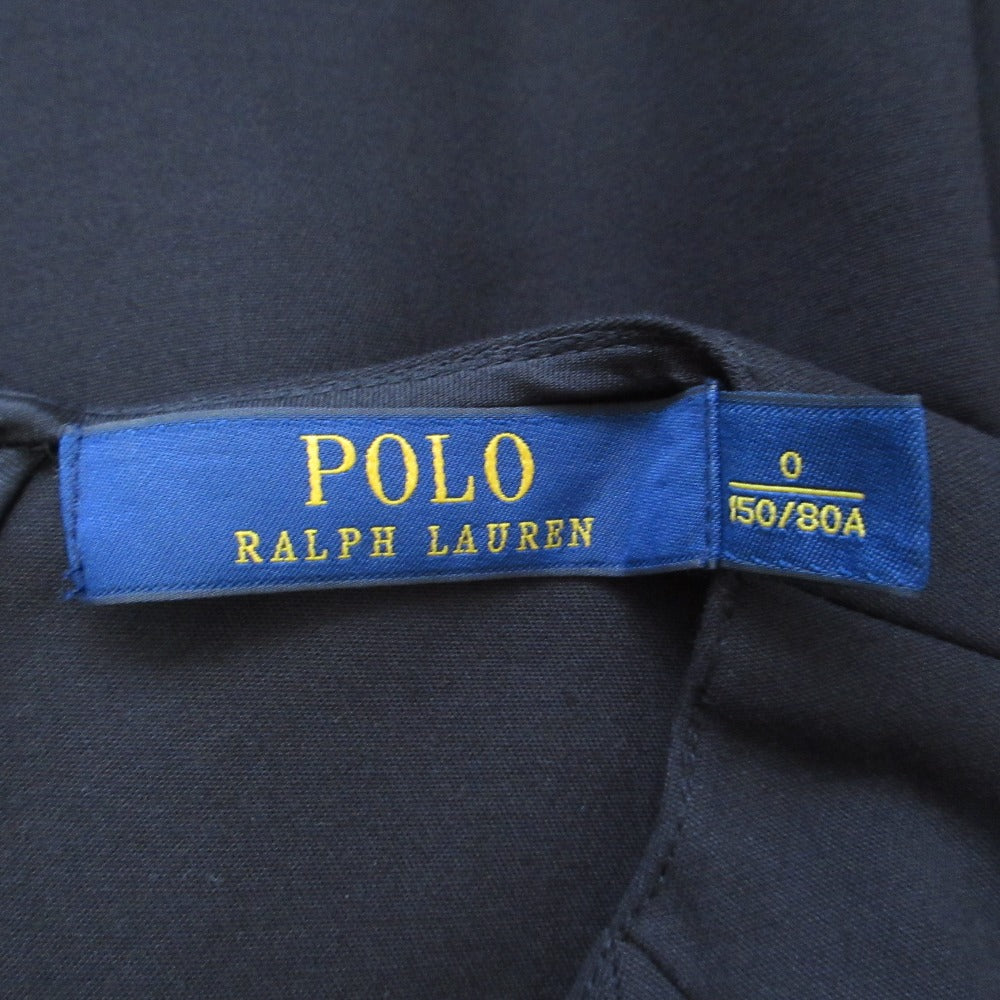 POLO
RALPH LAUREN
0
150/80A